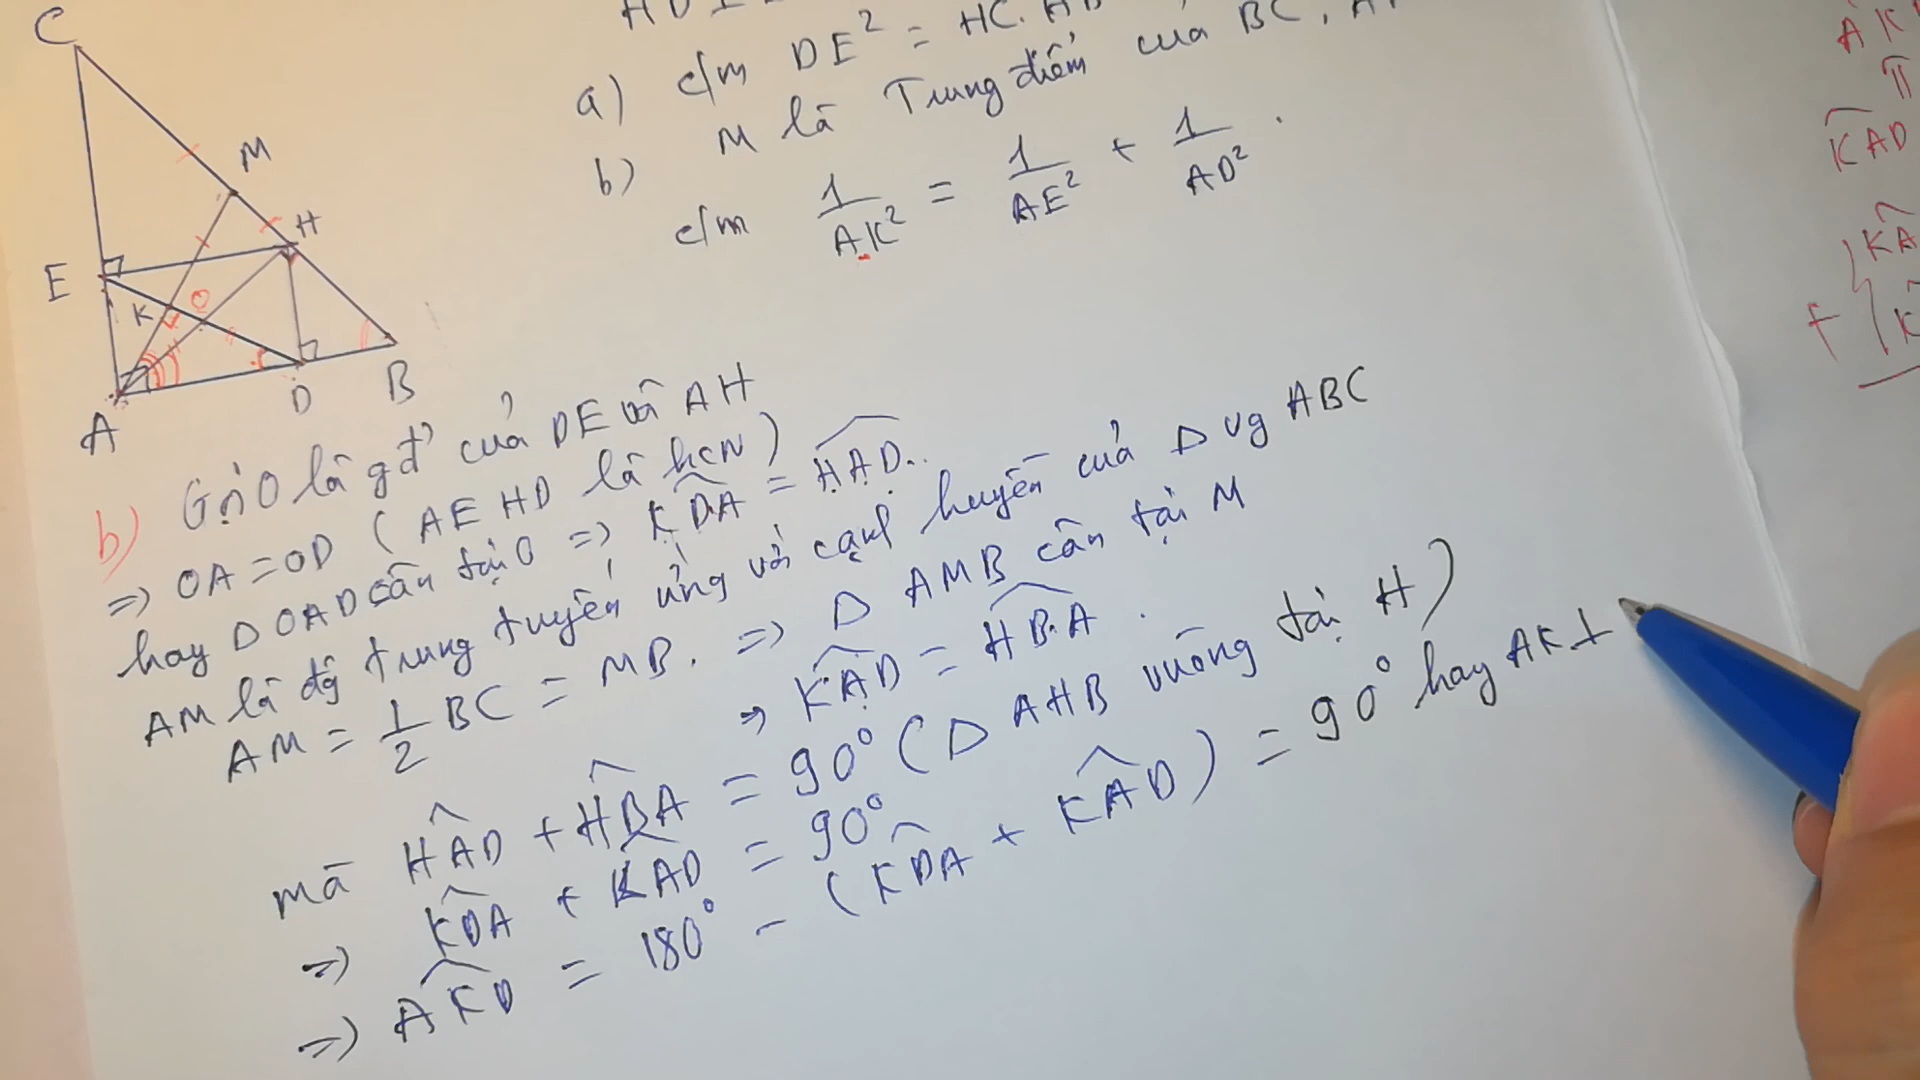 a) c/m DE² = HC.
M là Trung điểm của BC,
b) c/m 1/AK² = 1/AE² + 1/AD².
C
M
H
E
K
O
A
D
B
b) Gọi O là gđ của DE và AH
=> OA = OD (AEHD là hcn)
hay Δ OAD cân tại O => KDA = HAD.
AM là đg trung tuyến ứng với cạnh huyền của Δ vg ABC
AM = 1/2 BC = MB. => Δ AMB cân tại M
=> KAD = HBA.
mà HAD + HBA = 90° (Δ AHB vuông tại H)
=> KDA + KAD = 90°
=> AKD = 180° - (KDA + KAD) = 90° hay AK ⊥
KAD